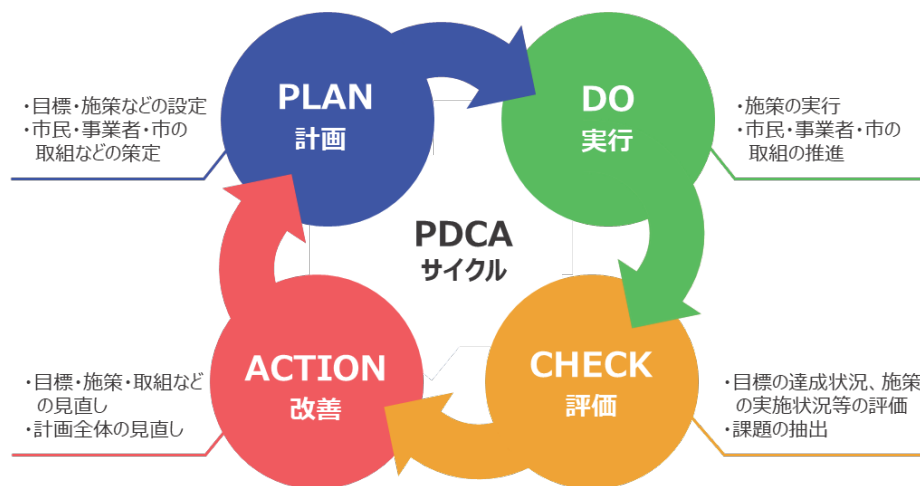 PLAN
計画
・目標・施策などの設定
・市民・事業者・市の
取組などの策定
DO
実行
・施策の実行
・市民・事業者・市の
取組の推進
PDCA
サイクル
ACTION
改善
・目標・施策・取組など
の見直し
・計画全体の見直し
CHECK
評価
・目標の達成状況、施策
の実施状況等の評価
・課題の抽出